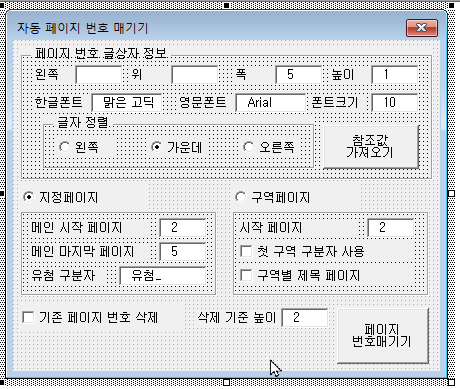 자동 페이지 번호 매기기
페이지 번호 글상자 정보
왼쪽 위 폭 5 높이 1
한글폰트 맑은 고딕 영문폰트 Arial 폰트크기 10
글자 정렬
왼쪽 가운데 오른쪽
참조값
가져오기
지정페이지 구역페이지
메인 시작 페이지 2
메인 마지막 페이지 5
유첨 구분자 유첨_
시작 페이지 2
첫 구역 구분자 사용
구역별 제목 페이지
기존 페이지 번호 삭제 삭제 기준 높이 2
페이지
번호매기기